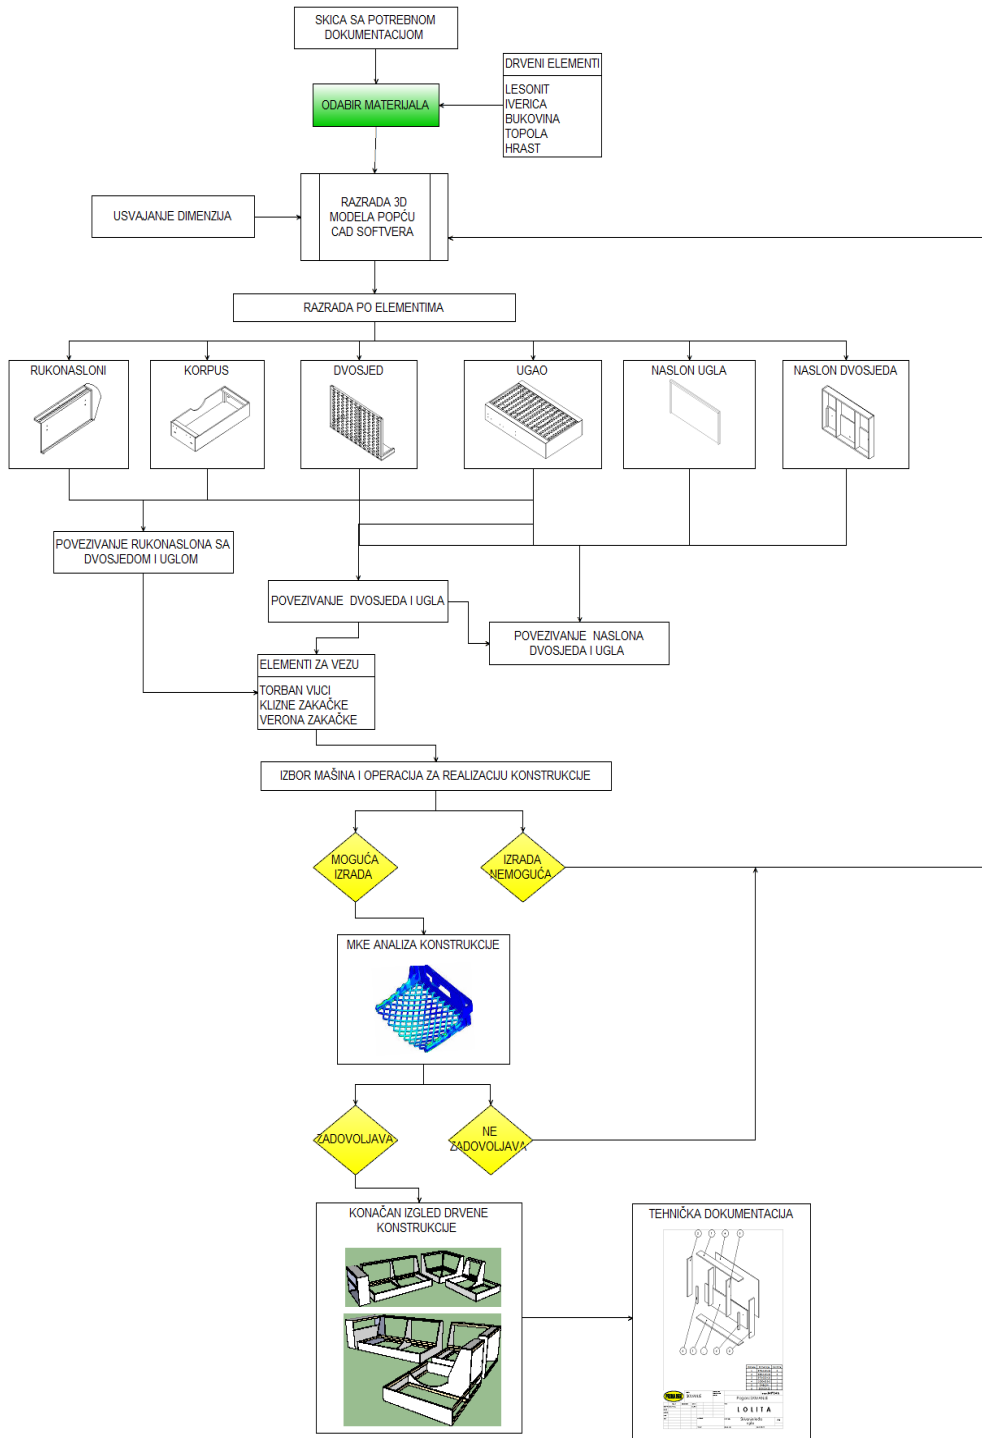 SKICA SA POTREBNOM
DOKUMENTACIJOM
DRVENI ELEMENTI
LESONIT
IVERICA
BUKOVINA
TOPOLA
HRAST
ODABIR MATERIJALA
USVAJANJE DIMENZIJA
RAZRADA 3D
MODELA POPĆU
CAD SOFTVERA
RAZRADA PO ELEMENTIMA
RUKONASLONI
KORPUS
DVOSJED
UGAO
NASLON UGLA
NASLON DVOSJEDA
POVEZIVANJE RUKONASLONA SA
DVOSJEDOM I UGLOM
POVEZIVANJE DVOSJEDA I UGLA
POVEZIVANJE NASLONA
DVOSJEDA I UGLA
ELEMENTI ZA VEZU
TORBAN VIJCI
KLIZNE ZAKAČKE
VERONA ZAKAČKE
IZBOR MAŠINA I OPERACIJA ZA REALIZACIJU KONSTRUKCIJE
MOGUĆA
IZRADA
IZRADA
NEMOGUĆA
MKE ANALIZA KONSTRUKCIJE
ZADOVOLJAVA
NE
ZADOVOLJAVA
KONAČAN IZGLED DRVENE
KONSTRUKCIJE
TEHNIČKA DOKUMENTACIJA
LOLITA